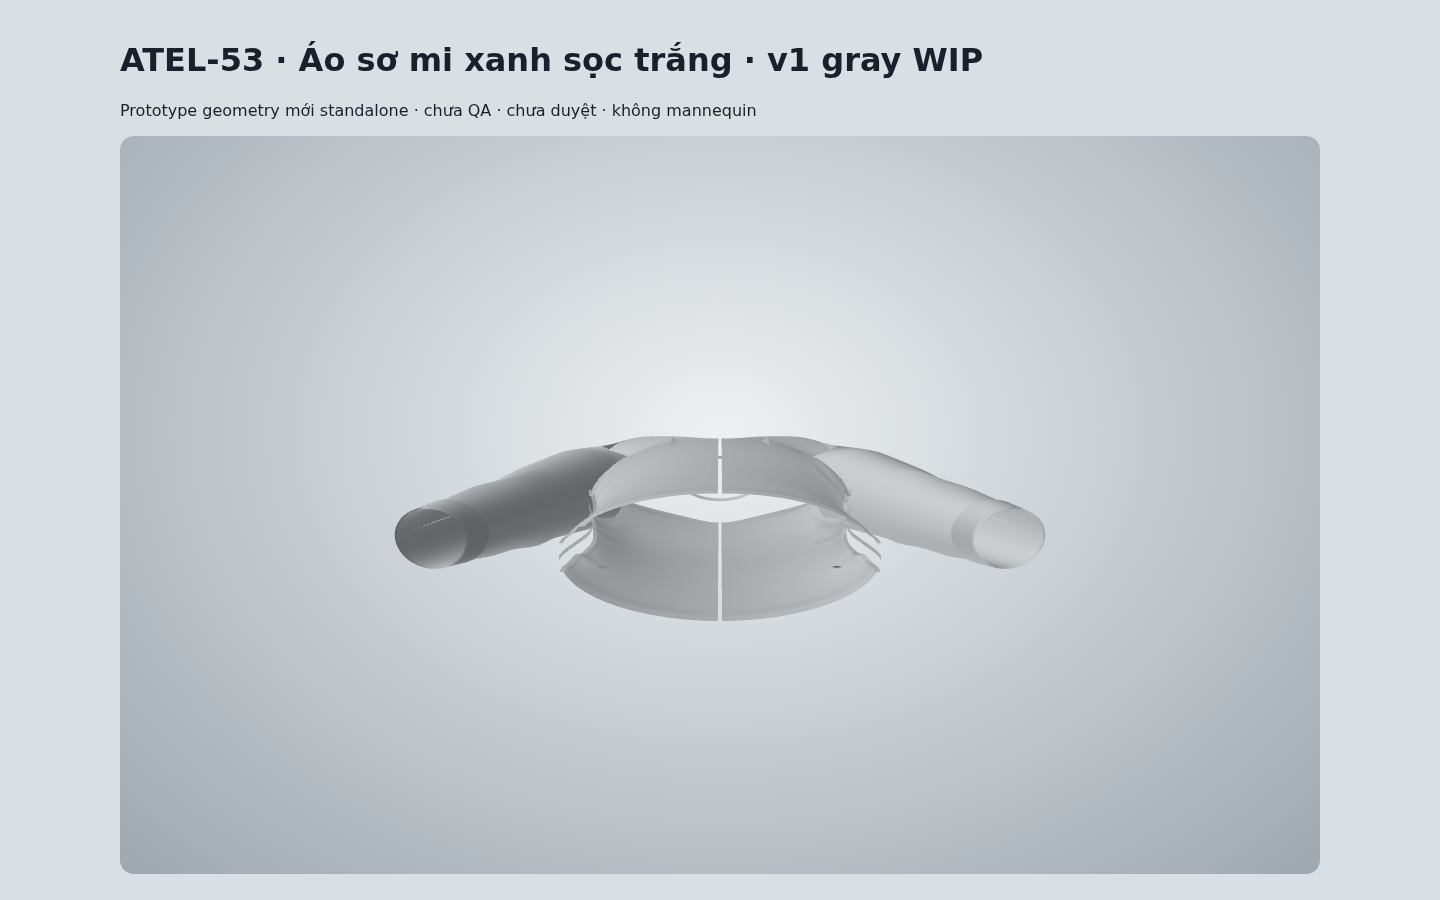 ATEL-53 · Áo sơ mi xanh sọc trắng · v1 gray WIP
Prototype geometry mới standalone · chưa QA · chưa duyệt · không mannequin